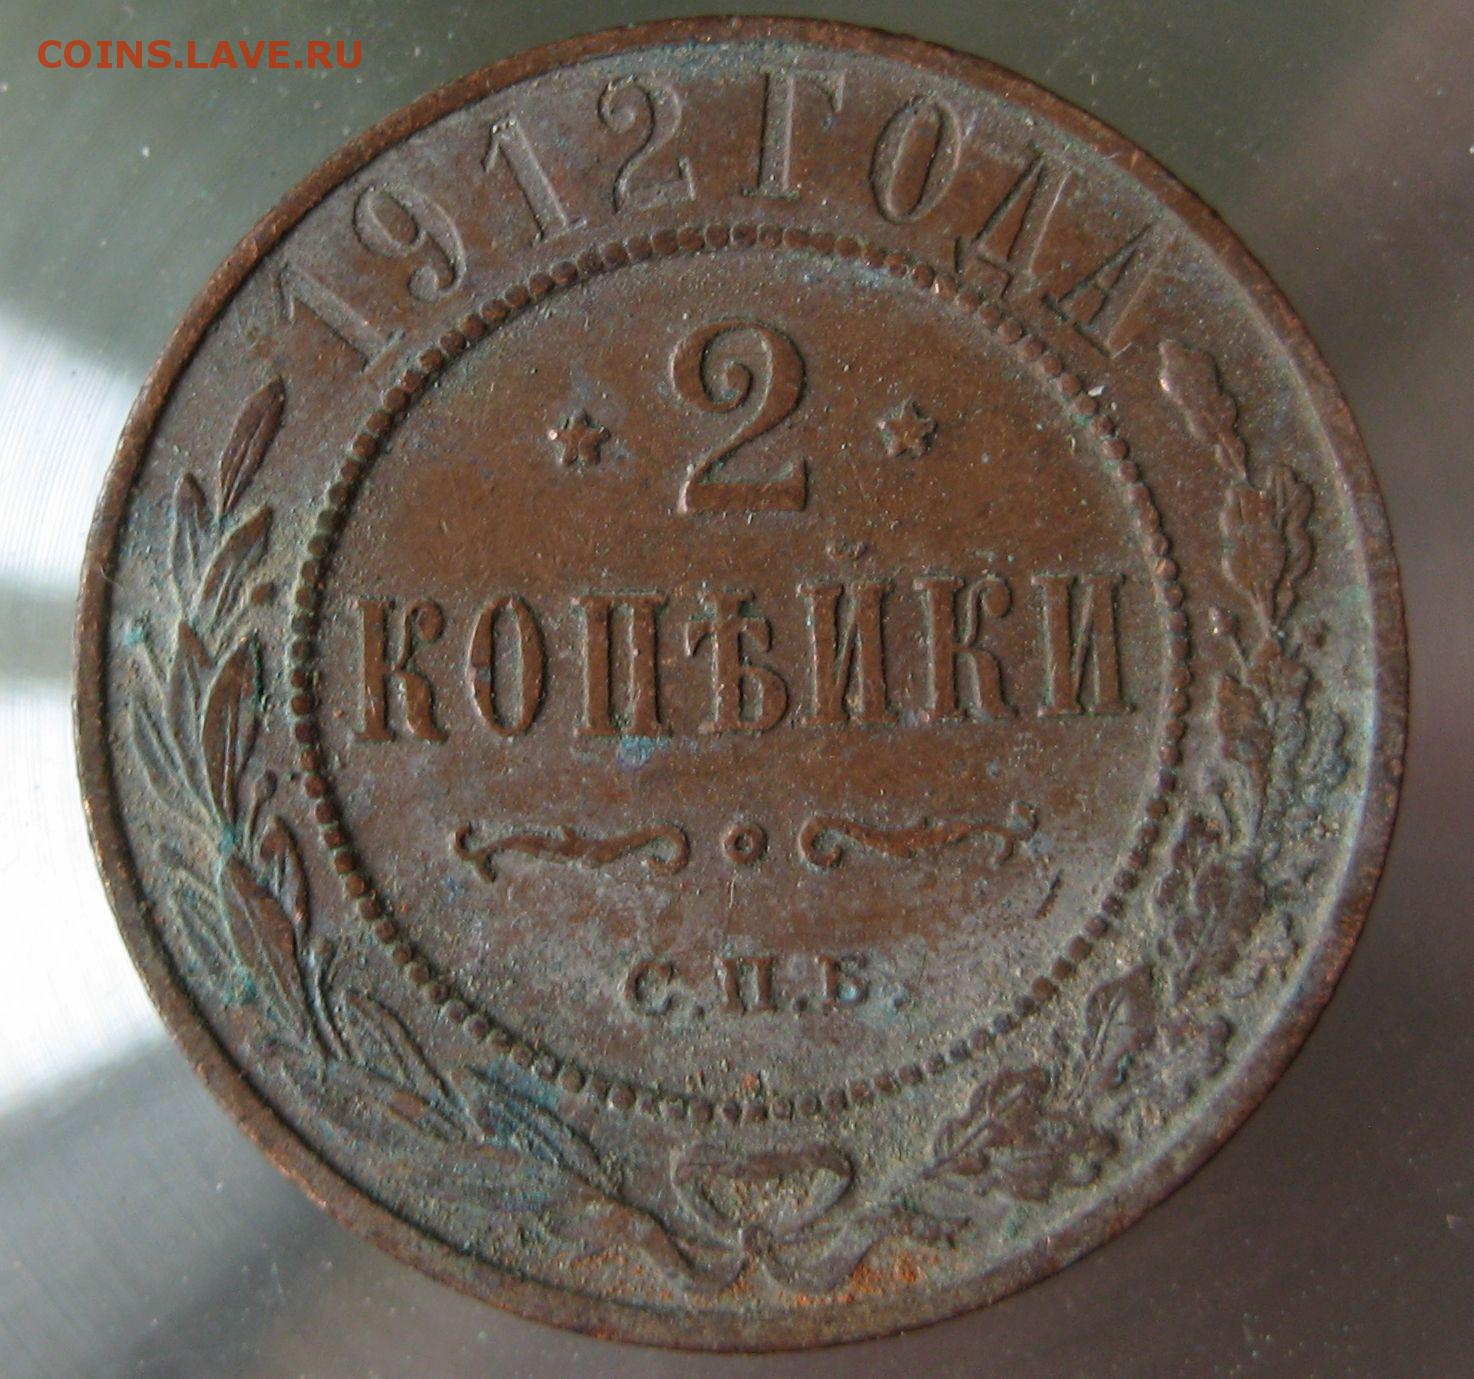 COINS.LAVE.RU
1912 ГОДА
2
КОПѢЙКИ
С.П.Б.